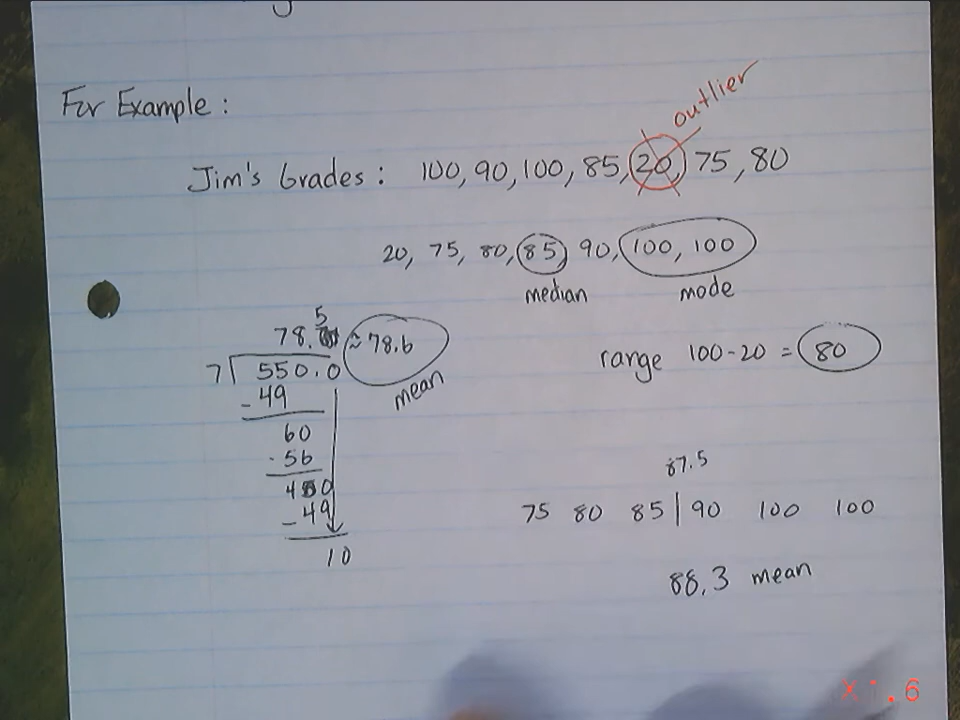 For Example :
outlier
Jim's Grades : 100, 90, 100, 85, 20, 75, 80
20, 75, 80, 85, 90, 100, 100
median mode
5
78. ≈ 78.6
7 550.0
mean
- 49
60
- 56
- 49
10
range 100 - 20 = 80
87.5
75 80 85 | 90 100 100
88.3 mean